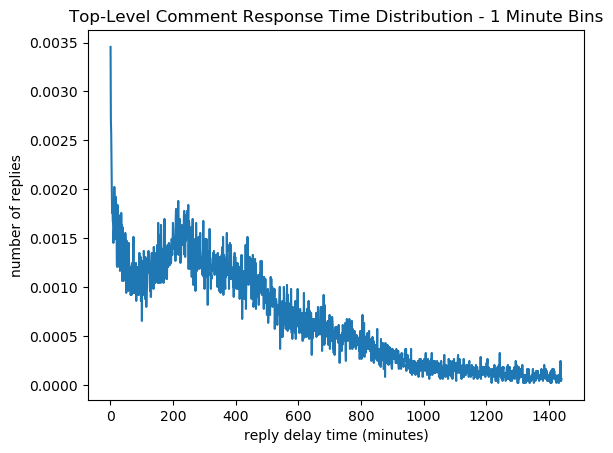 Top-Level Comment Response Time Distribution - 1 Minute Bins
number of replies
0.0035
0.0030
0.0025
0.0020
0.0015
0.0010
0.0005
0.0000
0 200 400 600 800 1000 1200 1400
reply delay time (minutes)